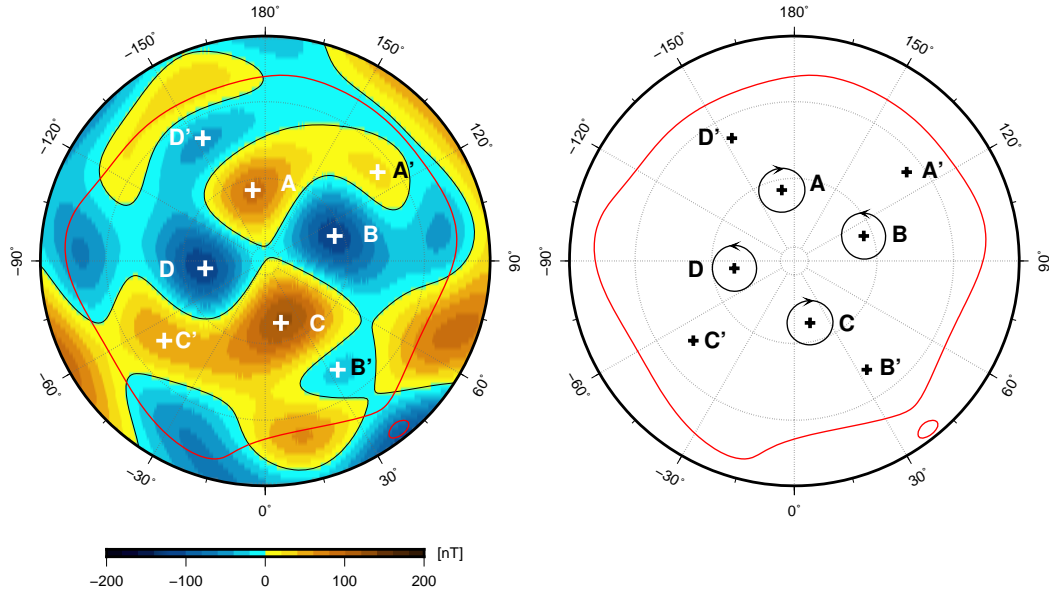 180° 180°
−150° 150° −150° 150°
−120° 120° −120° 120°
D' A A' D' A A'
B B
−90° D 90° −90° D 90°
C C
C' B' C' B'
−60° 60° −60° 60°
−30° 30° −30° 30°
0° 0°
[nT]
−200 −100 0 100 200